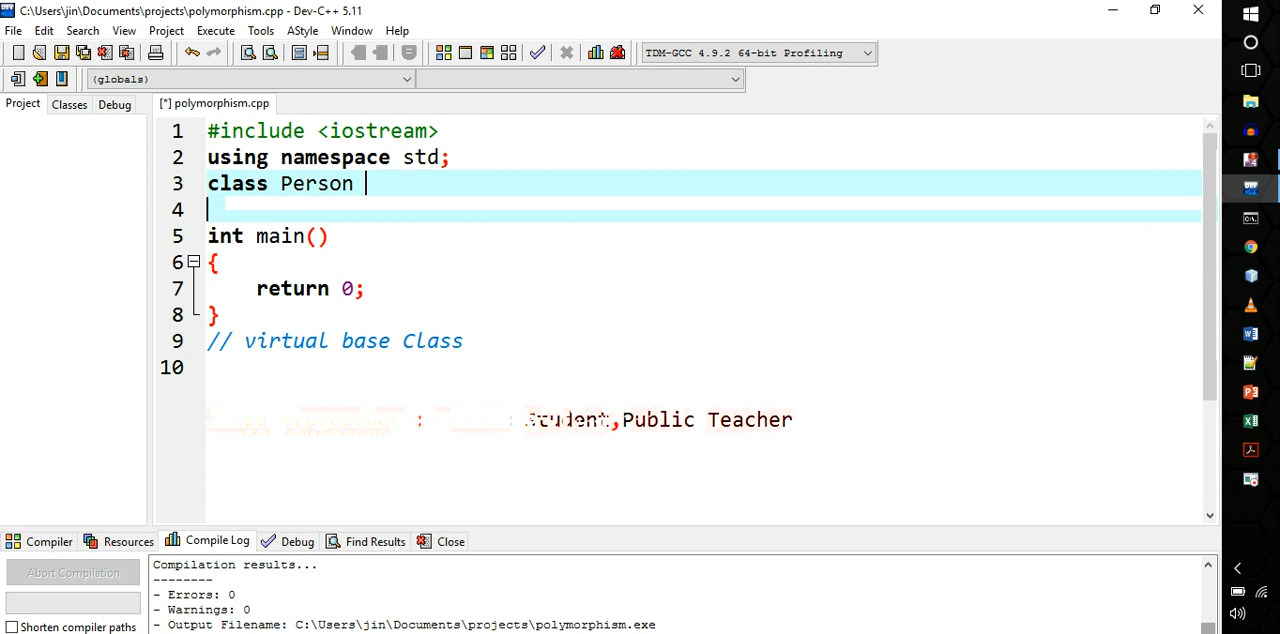 C:\Users\jin\Documents\projects\polymorphism.cpp - Dev-C++ 5.11
File Edit Search View Project Execute Tools AStyle Window Help
TDM-GCC 4.9.2 64-bit Profiling
(globals)
Project Classes Debug [*] polymorphism.cpp
1 #include <iostream>
2 using namespace std;
3 class Person
4
5 int main()
6 {
7 return 0;
8 }
9 // virtual base Class
10
: Student,Public Teacher
Compiler Resources Compile Log Debug Find Results Close
Abort Compilation
Shorten compiler paths
Compilation results...
--------
- Errors: 0
- Warnings: 0
- Output Filename: C:\Users\jin\Documents\projects\polymorphism.exe